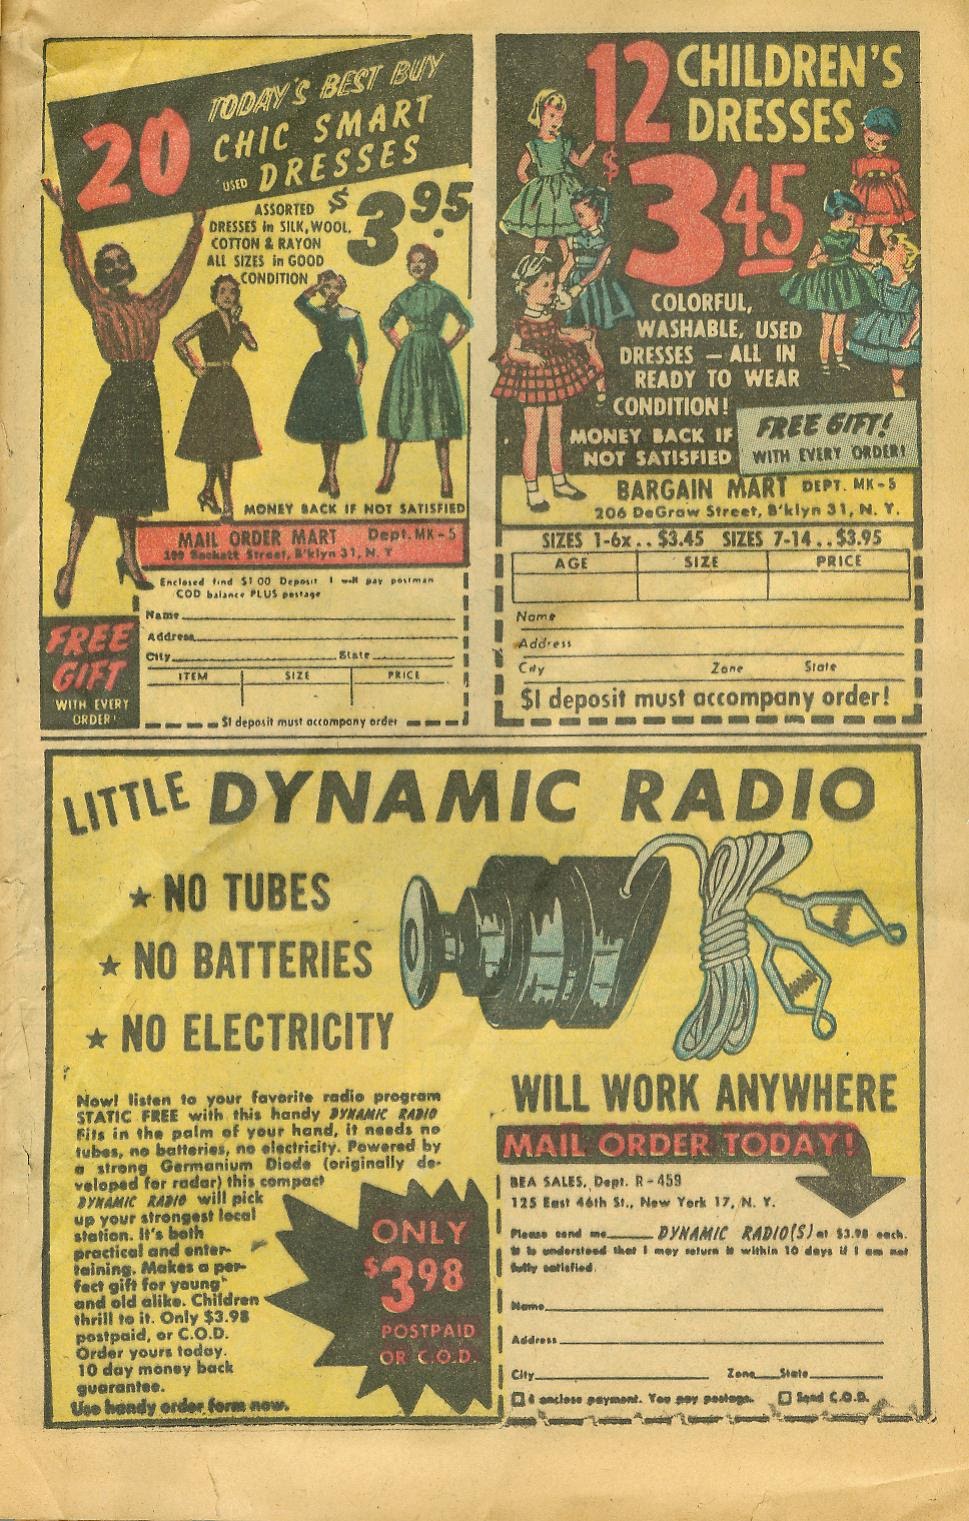 TODAY'S BEST BUY
20 CHIC SMART
USED DRESSES
$3.95
ASSORTED
DRESSES in SILK, WOOL,
COTTON & RAYON
ALL SIZES in GOOD
CONDITION
MONEY BACK IF NOT SATISFIED
MAIL ORDER MART Dept. MK-5
199 Sackett Street, B'klyn 31, N. Y
Enclosed find $1.00 Deposit I will pay postman
COD balance PLUS postage
Name
Address
City State
ITEM SIZE PRICE
$1 deposit must accompany order
FREE
GIFT
WITH EVERY
ORDER!
12 CHILDREN'S
DRESSES
$3.45
COLORFUL,
WASHABLE, USED
DRESSES — ALL IN
READY TO WEAR
CONDITION!
MONEY BACK IF
NOT SATISFIED
FREE GIFT!
WITH EVERY ORDER!
BARGAIN MART DEPT. MK-5
206 DeGraw Street, B'klyn 31, N. Y.
SIZES 1-6x.. $3.45 SIZES 7-14.. $3.95
AGE SIZE PRICE
Name
Address
City Zone State
$1 deposit must accompany order!
LITTLE DYNAMIC RADIO
★ NO TUBES
★ NO BATTERIES
★ NO ELECTRICITY
Now! listen to your favorite radio program
STATIC FREE with this handy DYNAMIC RADIO
Fits in the palm of your hand, it needs no
tubes, no batteries, no electricity. Powered by
a strong Germanium Diode (originally de-
veloped for radar) this compact
DYNAMIC RADIO will pick
up your strongest local
station. It's both
practical and enter-
taining. Makes a per-
fect gift for young
and old alike. Children
thrill to it. Only $3.98
postpaid, or C.O.D.
Order yours today.
10 day money back
guarantee.
Use handy order form now.
ONLY
$3.98
POSTPAID
OR C.O.D.
WILL WORK ANYWHERE
MAIL ORDER TODAY!
BEA SALES, Dept. R-459
125 East 46th St., New York 17, N. Y.
Please send me DYNAMIC RADIO(S) at $3.98 each.
It is understood that I may return it within 10 days if I am not
fully satisfied.
Name
Address
City Zone State
I enclose payment. You pay postage. Send C.O.D.